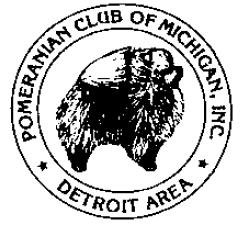 POMERANIAN CLUB OF MICHIGAN, INC
DETROIT AREA